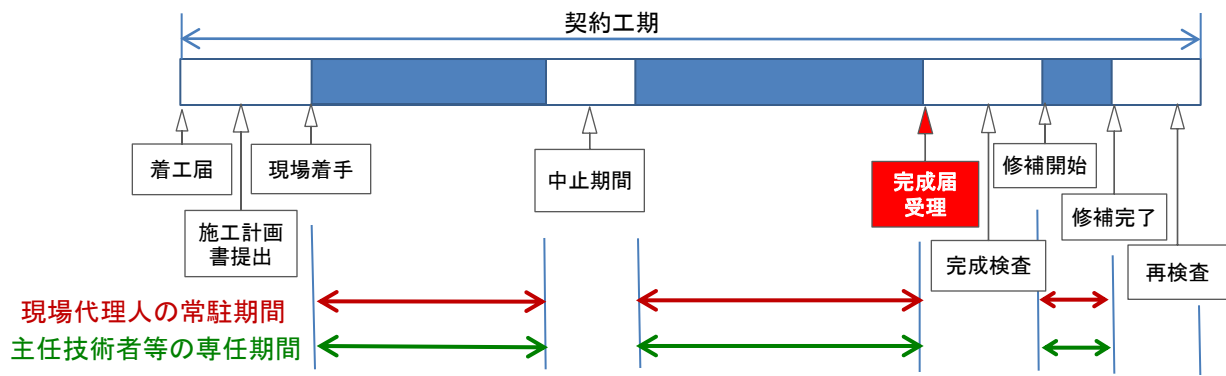 契約工期
着工届
現場着手
中止期間
完成届
受理
修補開始
施工計画
書提出
修補完了
完成検査
再検査
現場代理人の常駐期間
主任技術者等の専任期間